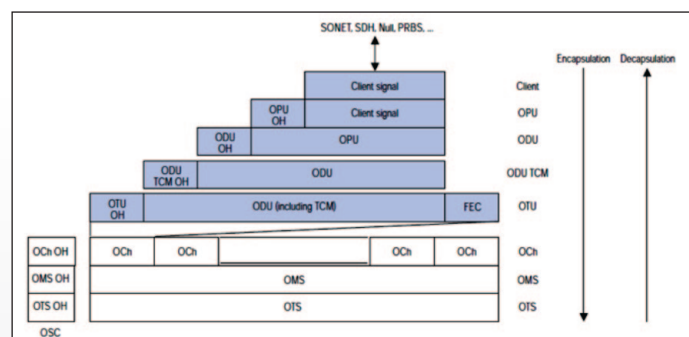 SONET, SDH, Null, PRBS, ...
Encapsulation Decapsulation
Client signal Client
OPU OH Client signal OPU
ODU OH OPU ODU
ODU TCM OH ODU ODU TCM
OTU OH ODU (including TCM) FEC OTU
OCh OH OCh OCh OCh OCh OCh
OMS OH OMS OMS
OTS OH OTS OTS
OSC